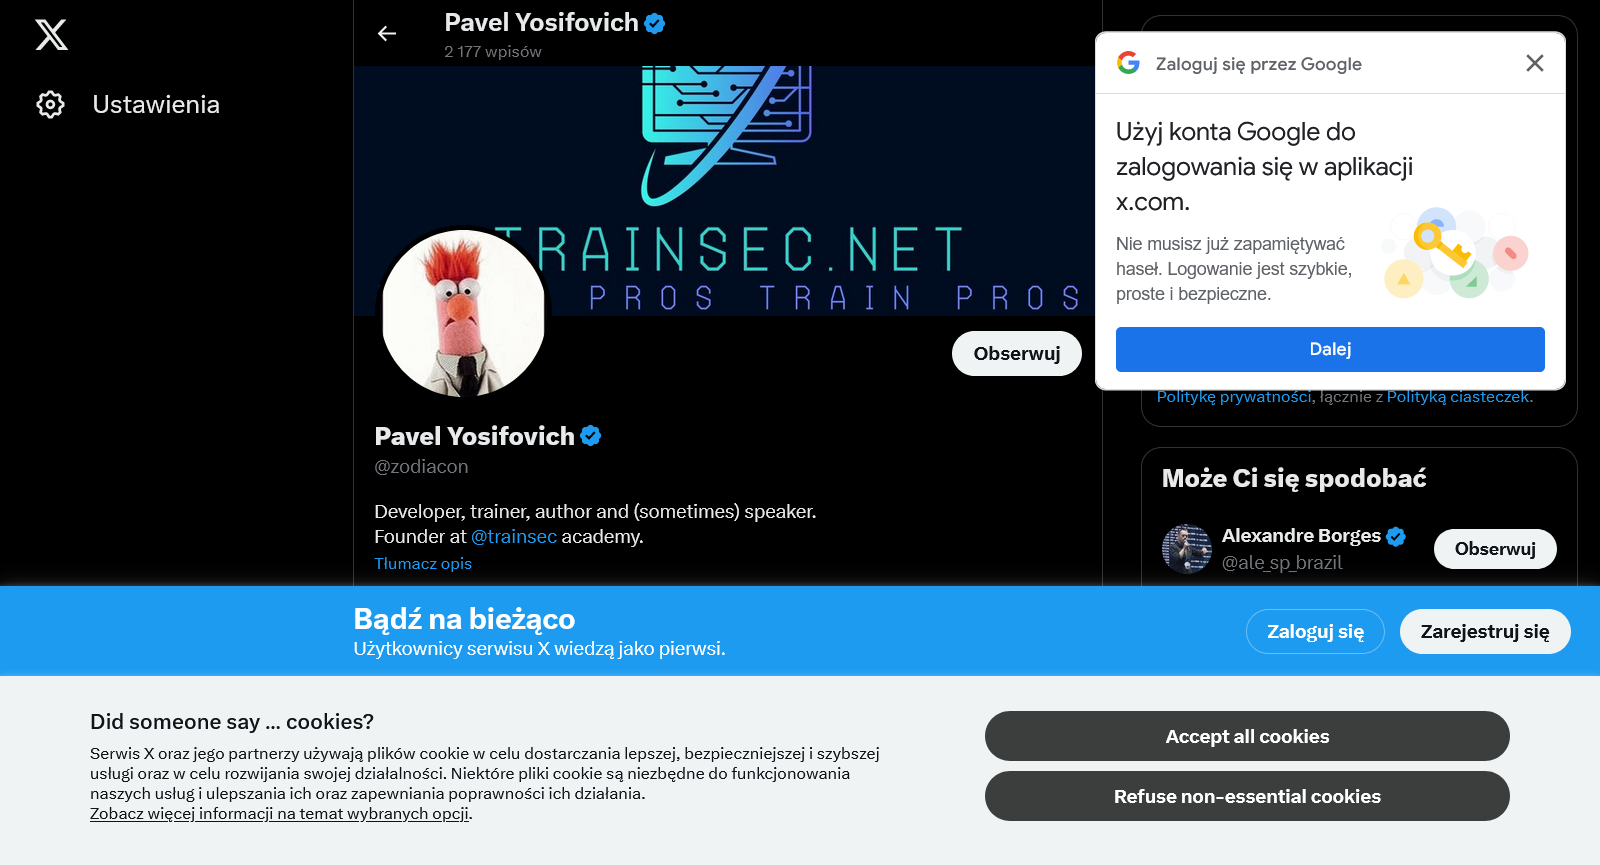 Ustawienia
Pavel Yosifovich
2 177 wpisów
TRAINSEC.NET
PROS TRAIN PROS
Obserwuj
Pavel Yosifovich
@zodiacon
Developer, trainer, author and (sometimes) speaker.
Founder at @trainsec academy.
Tłumacz opis
Zaloguj się przez Google
Użyj konta Google do
zalogowania się w aplikacji
x.com.
Nie musisz już zapamiętywać
haseł. Logowanie jest szybkie,
proste i bezpieczne.
Dalej
Politykę prywatności, łącznie z Polityką ciasteczek.
Może Ci się spodobać
Alexandre Borges
@ale_sp_brazil
Obserwuj
Bądź na bieżąco
Użytkownicy serwisu X wiedzą jako pierwsi.
Zaloguj się
Zarejestruj się
Did someone say … cookies?
Serwis X oraz jego partnerzy używają plików cookie w celu dostarczania lepszej, bezpieczniejszej i szybszej
usługi oraz w celu rozwijania swojej działalności. Niektóre pliki cookie są niezbędne do funkcjonowania
naszych usług i ulepszania ich oraz zapewniania poprawności ich działania.
Zobacz więcej informacji na temat wybranych opcji.
Accept all cookies
Refuse non-essential cookies